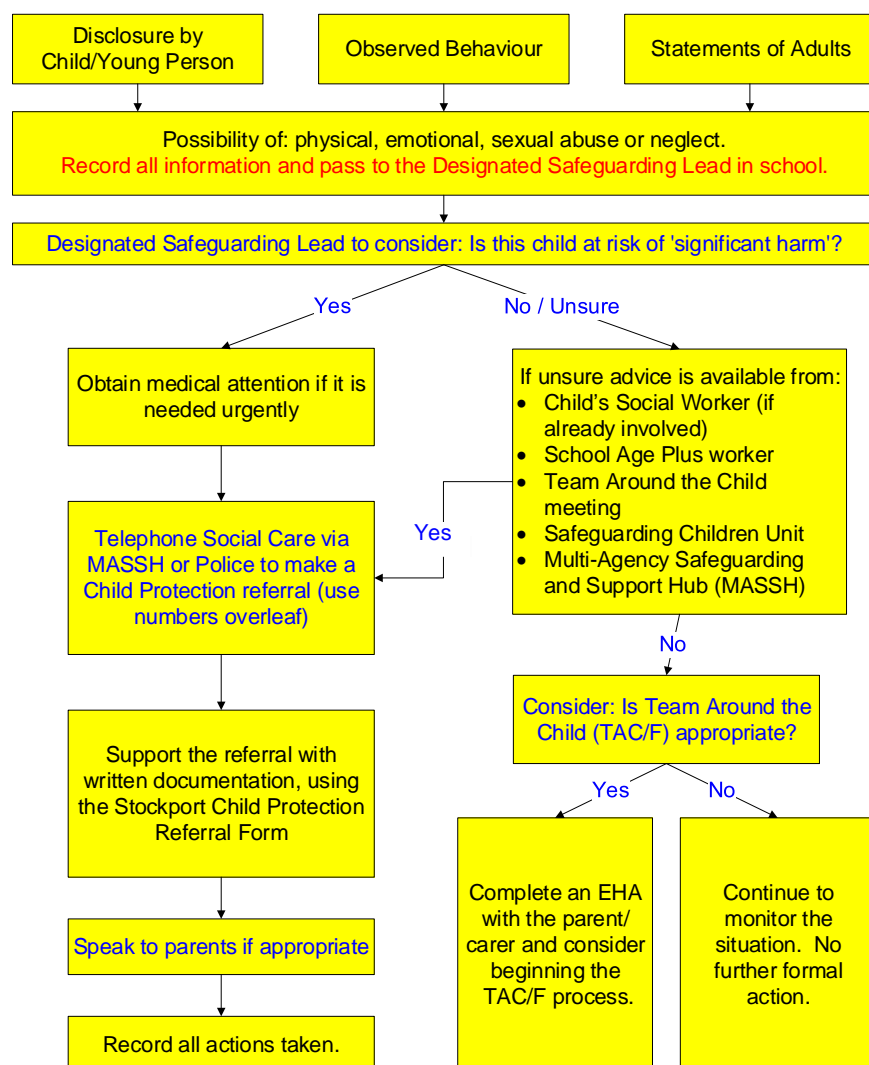 Disclosure by
Child/Young Person
Observed Behaviour
Statements of Adults
Possibility of: physical, emotional, sexual abuse or neglect.
Record all information and pass to the Designated Safeguarding Lead in school.
Designated Safeguarding Lead to consider: Is this child at risk of 'significant harm'?
Yes
No / Unsure
Obtain medical attention if it is
needed urgently
If unsure advice is available from:
• Child's Social Worker (if
already involved)
• School Age Plus worker
• Team Around the Child
meeting
• Safeguarding Children Unit
• Multi-Agency Safeguarding
and Support Hub (MASSH)
Yes
Telephone Social Care via
MASSH or Police to make a
Child Protection referral (use
numbers overleaf)
No
Consider: Is Team Around the
Child (TAC/F) appropriate?
Support the referral with
written documentation, using
the Stockport Child Protection
Referral Form
Yes
No
Complete an EHA
with the parent/
carer and consider
beginning the
TAC/F process.
Continue to
monitor the
situation. No
further formal
action.
Speak to parents if appropriate
Record all actions taken.